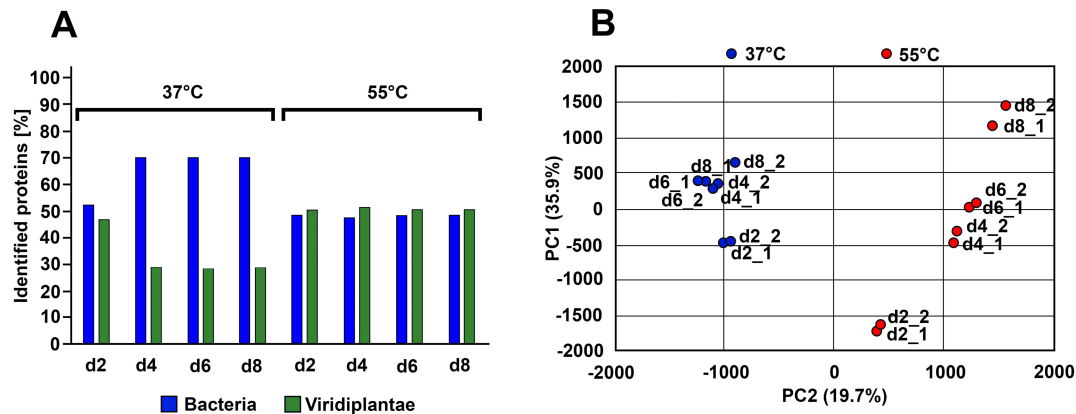 A
Identified proteins [%]
100
90
80
70
60
50
40
30
20
10
0
37°C
55°C
d2 d4 d6 d8 d2 d4 d6 d8
Bacteria Viridiplantae
B
37°C 55°C
PC1 (35.9%)
2000
1500
1000
500
0
-500
-1000
-1500
-2000
d8_2
d8_1
d8_1 d8_2
d6_1 d4_2
d6_2 d4_1
d6_2
d6_1
d4_2
d4_1
d2_2
d2_1
d2_2
d2_1
-2000 -1000 0 1000 2000
PC2 (19.7%)